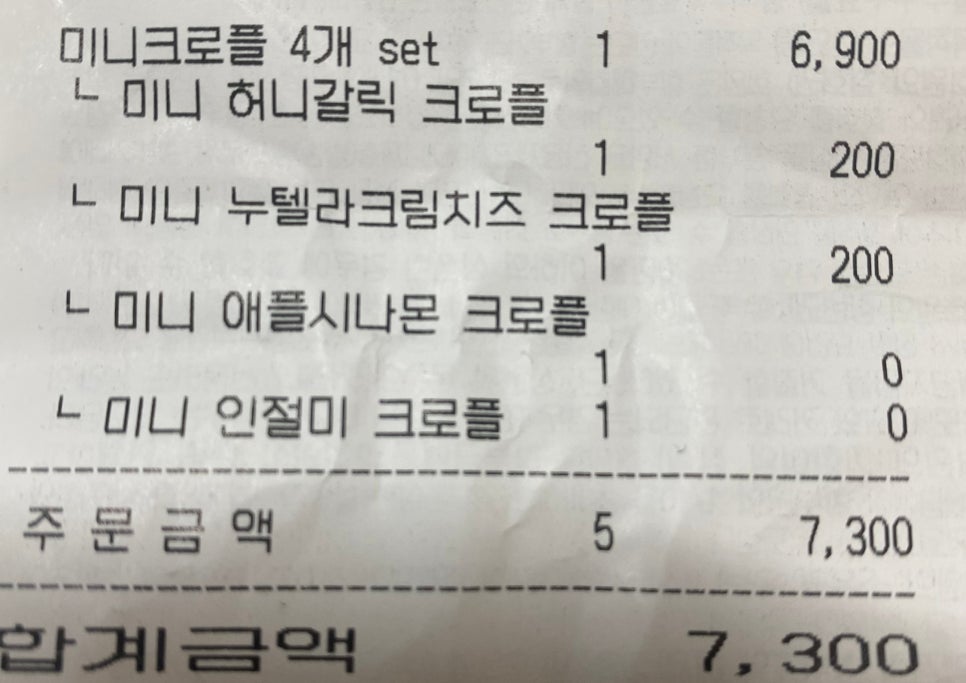 미니크로플 4개 set 1 6,900
└ 미니 허니갈릭 크로플
1 200
└ 미니 누텔라크림치즈 크로플
1 200
└ 미니 애플시나몬 크로플
1 0
└ 미니 인절미 크로플 1 0
주 문 금 액 5 7,300
합계금액 7,300